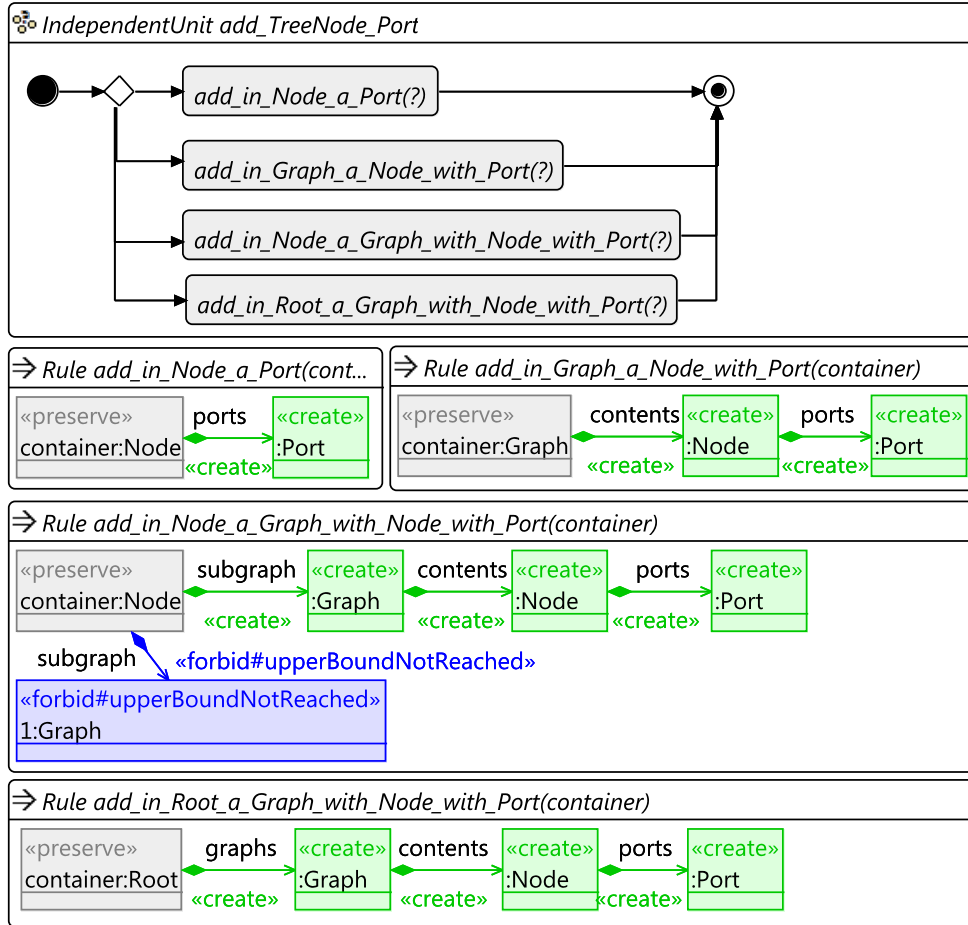 IndependentUnit add_TreeNode_Port
add_in_Node_a_Port(?)
add_in_Graph_a_Node_with_Port(?)
add_in_Node_a_Graph_with_Node_with_Port(?)
add_in_Root_a_Graph_with_Node_with_Port(?)
Rule add_in_Node_a_Port(cont...
«preserve» ports «create»
container:Node :Port
«create»
Rule add_in_Graph_a_Node_with_Port(container)
«preserve» contents «create» ports «create»
container:Graph :Node :Port
«create» «create»
Rule add_in_Node_a_Graph_with_Node_with_Port(container)
«preserve» subgraph «create» contents «create» ports «create»
container:Node :Graph :Node :Port
«create» «create» «create»
subgraph «forbid#upperBoundNotReached»
«forbid#upperBoundNotReached»
1:Graph
Rule add_in_Root_a_Graph_with_Node_with_Port(container)
«preserve» graphs «create» contents «create» ports «create»
container:Root :Graph :Node :Port
«create» «create» «create»